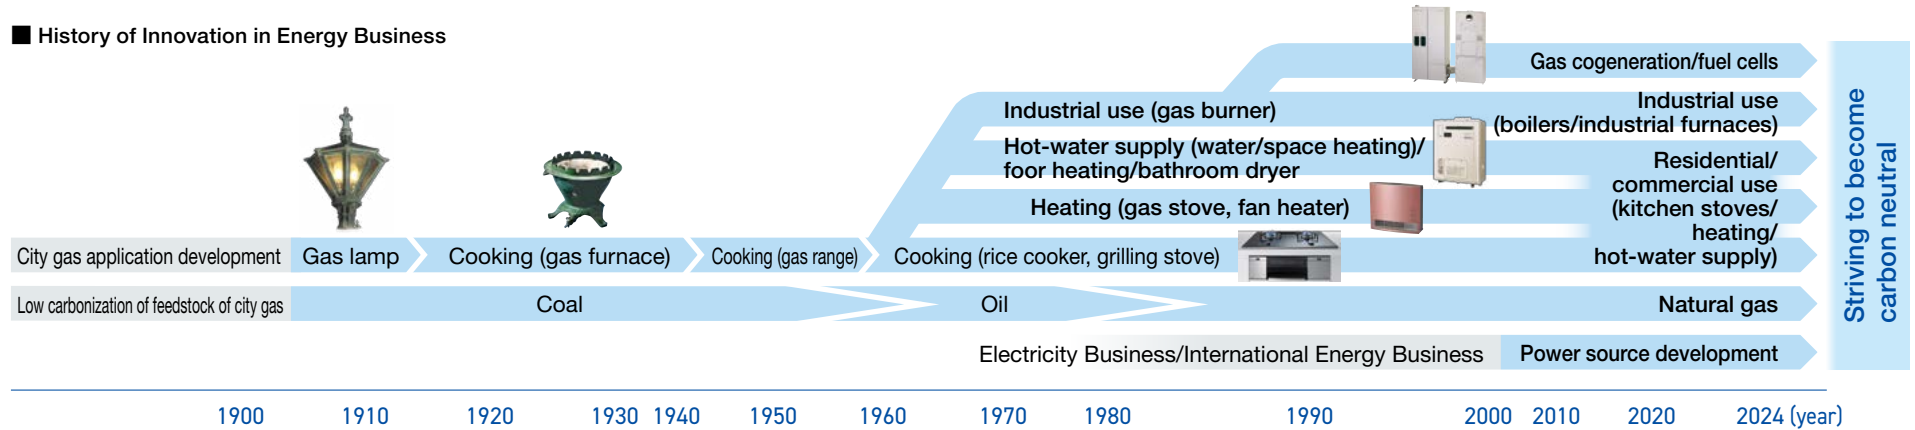 ■ History of Innovation in Energy Business
Gas cogeneration/fuel cells
Industrial use (gas burner)
Industrial use
(boilers/industrial furnaces)
Hot-water supply (water/space heating)/
foor heating/bathroom dryer
Heating (gas stove, fan heater)
Residential/
commercial use
(kitchen stoves/
heating/
hot-water supply)
City gas application development
Gas lamp
Cooking (gas furnace)
Cooking (gas range)
Cooking (rice cooker, grilling stove)
Low carbonization of feedstock of city gas
Coal
Oil
Natural gas
Electricity Business/International Energy Business
Power source development
Striving to become
carbon neutral
1900 1910 1920 1930 1940 1950 1960 1970 1980 1990 2000 2010 2020 2024 (year)